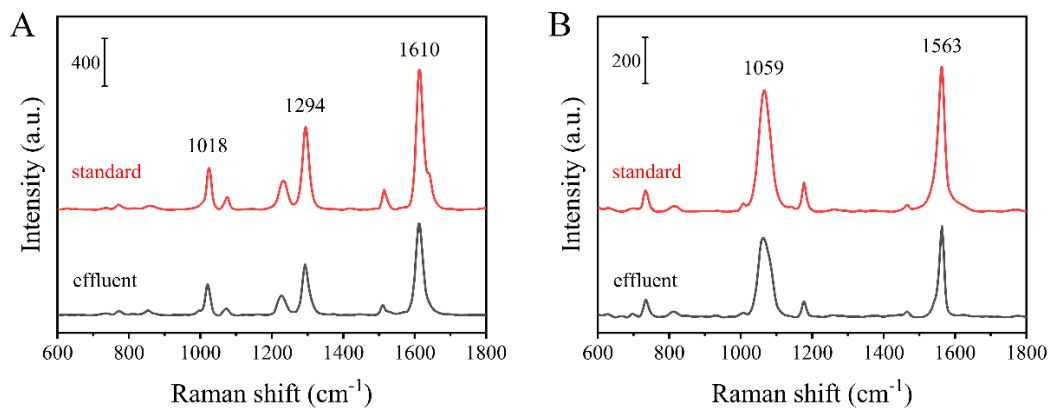 A
400
1018
1294
1610
standard
effluent
Intensity (a.u.)
600 800 1000 1200 1400 1600 1800
Raman shift (cm⁻¹)
B
200
1059
1563
standard
effluent
Intensity (a.u.)
600 800 1000 1200 1400 1600 1800
Raman shift (cm⁻¹)